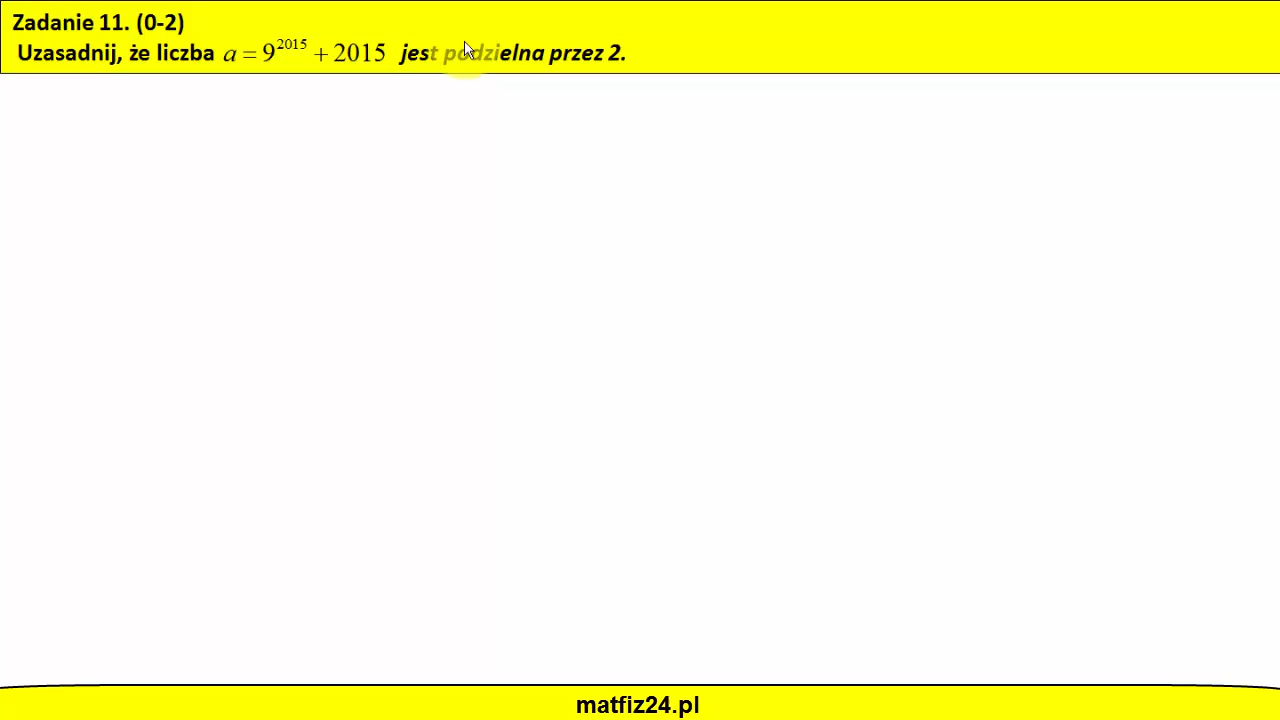 Zadanie 11. (0-2)
Uzasadnij, że liczba a = 9^2015 + 2015 jest podzielna przez 2.
matfiz24.pl